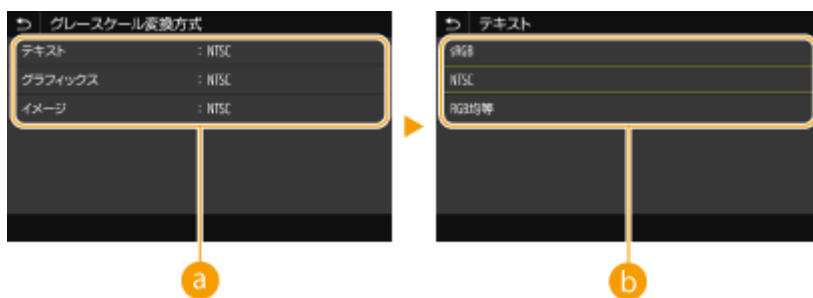 グレースケール変換方式
テキスト : NTSC
グラフィックス : NTSC
イメージ : NTSC
a
テキスト
sRGB
NTSC
RGB均等
b